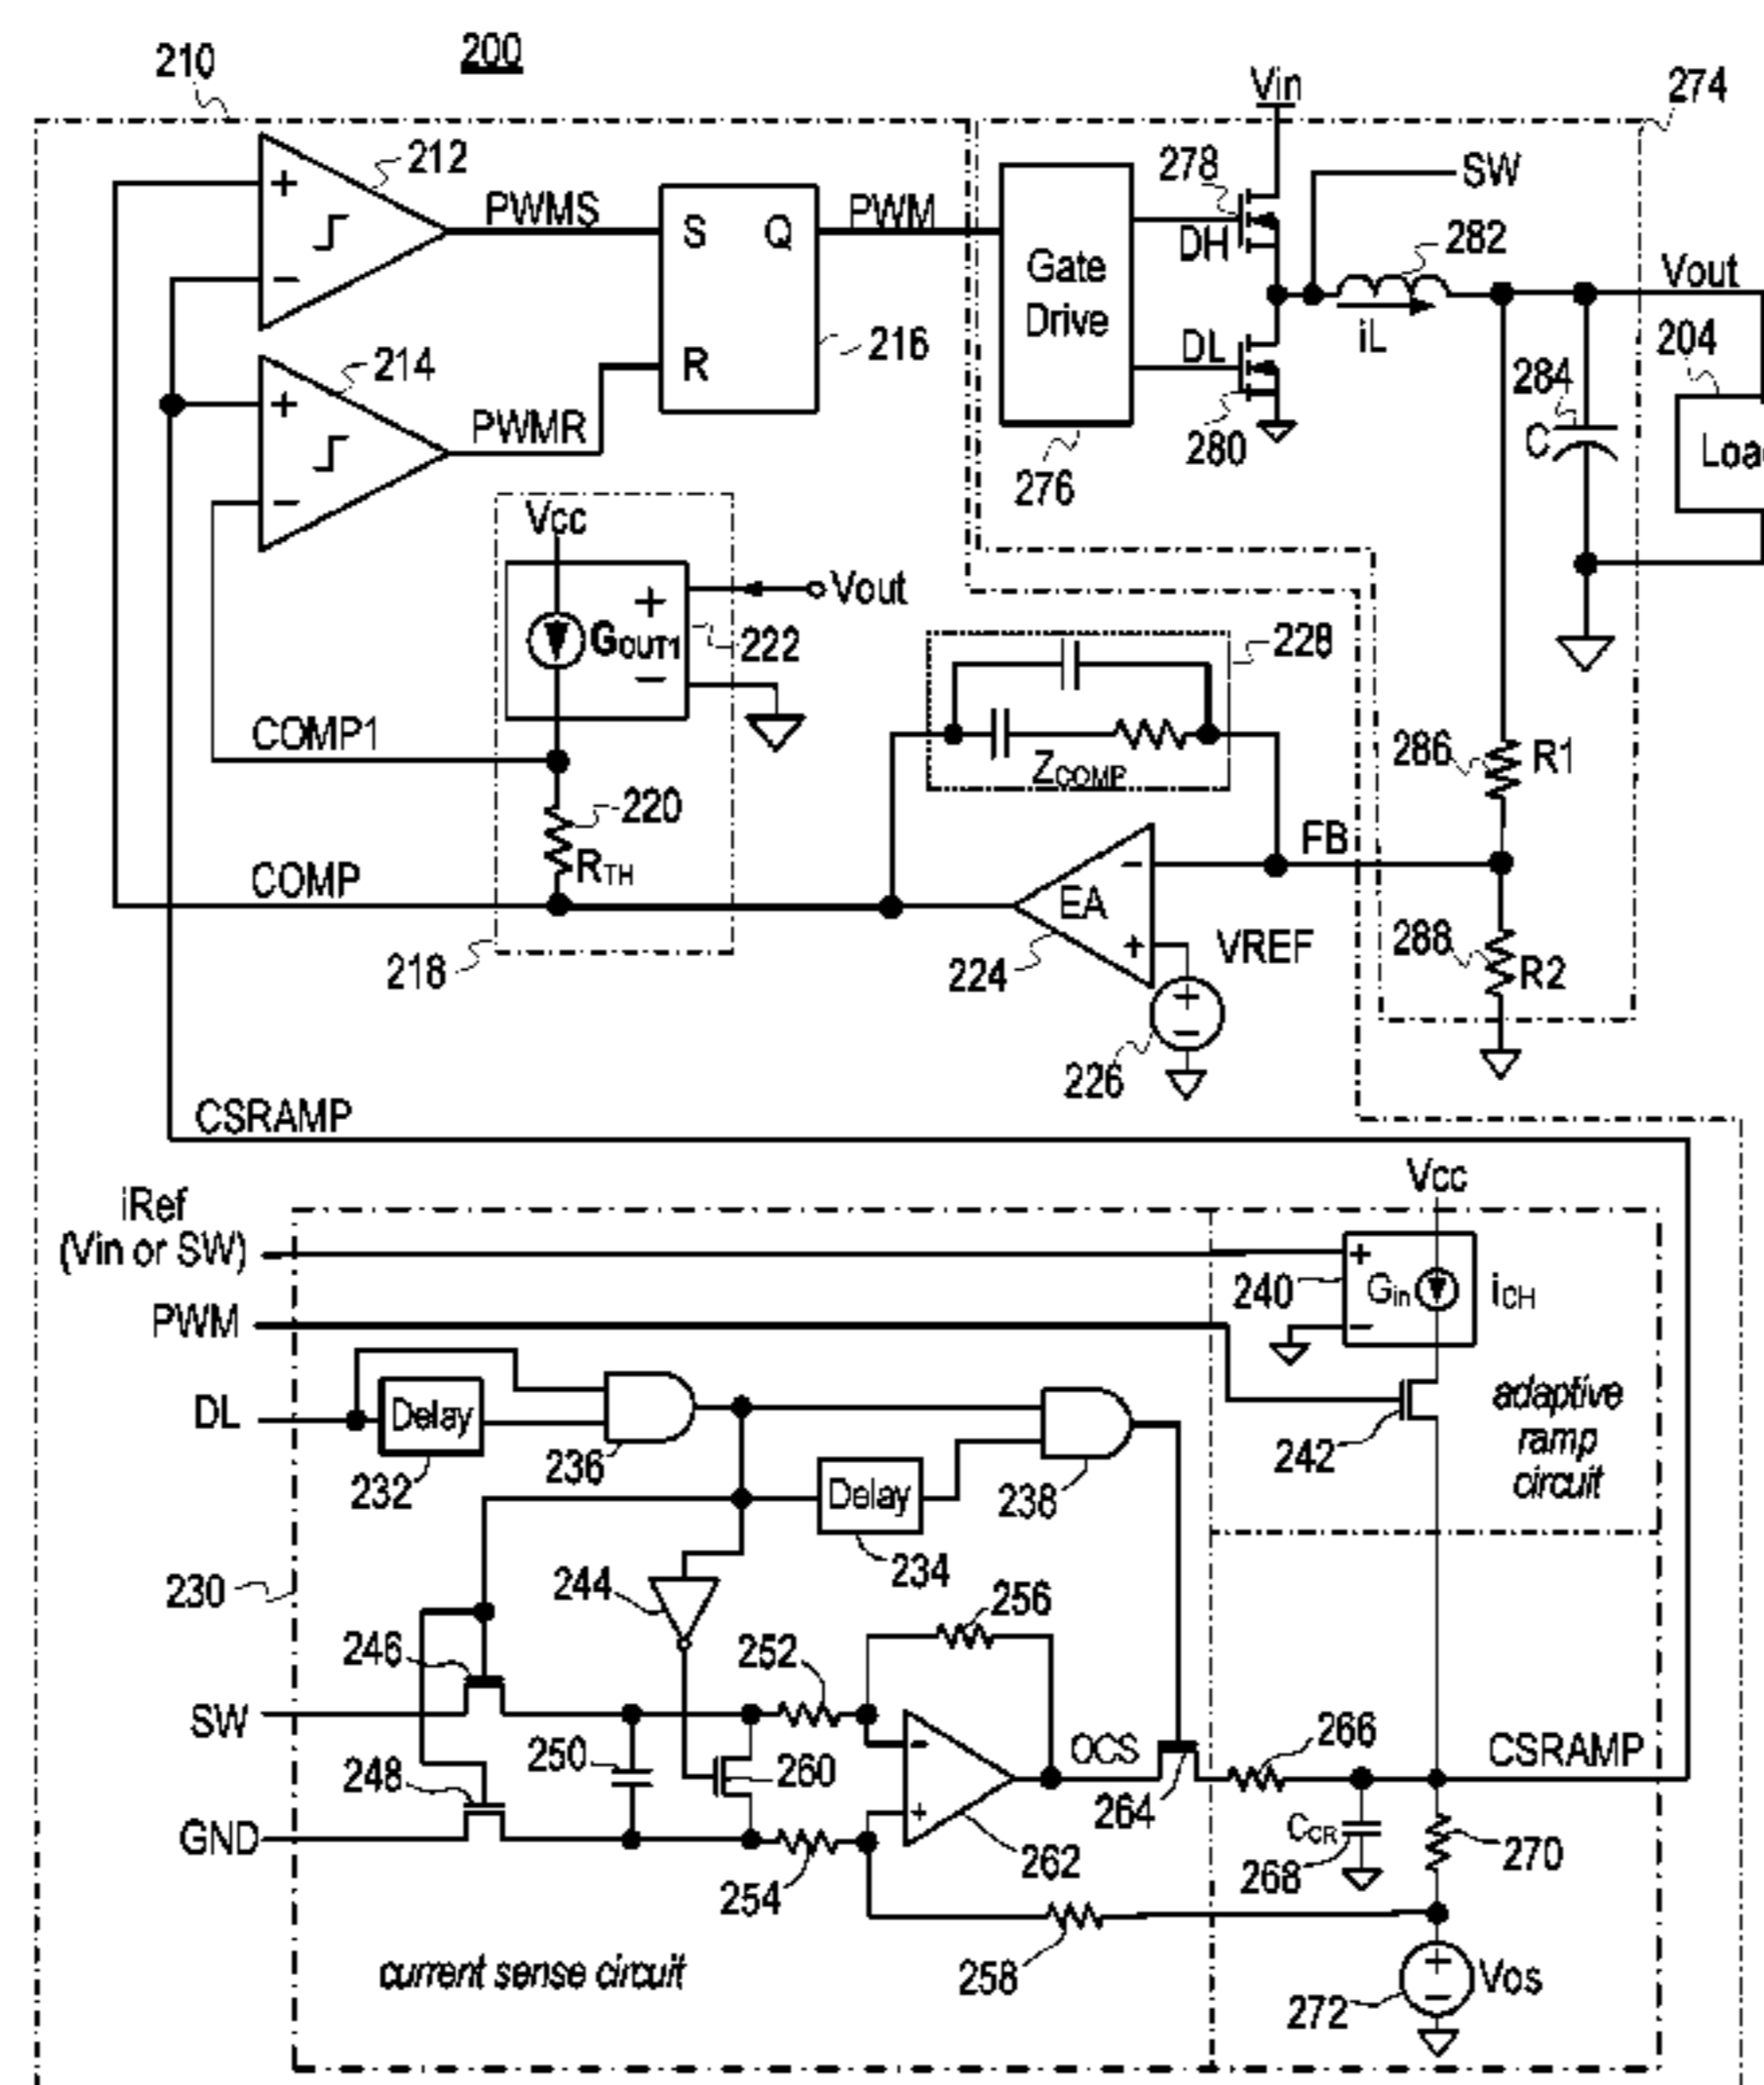 200
210
Vin
274
212
278
SW
PWMS
S
Q
PWM
DH
282
+
−
Gate
Drive
Vout
iL
DL
204
214
216
R
284
+
−
PWMR
C
280
Loa
276
Vcc
Vout
+
GOUT1
−
222
228
COMP1
ZCOMP
286
R1
220
RTH
FB
COMP
−
EA
+
VREF
288
R2
218
224
+
−
226
CSRAMP
Vcc
iRef
(Vin or SW)
+
240
Gin
iCH
−
PWM
adaptive
ramp
circuit
DL
Delay
242
232
236
238
Delay
234
230
244
256
246
252
SW
266
−
OCS
CSRAMP
250
260
248
264
+
CCR
GND
262
268
270
254
258
current sense circuit
+
Vos
−
272